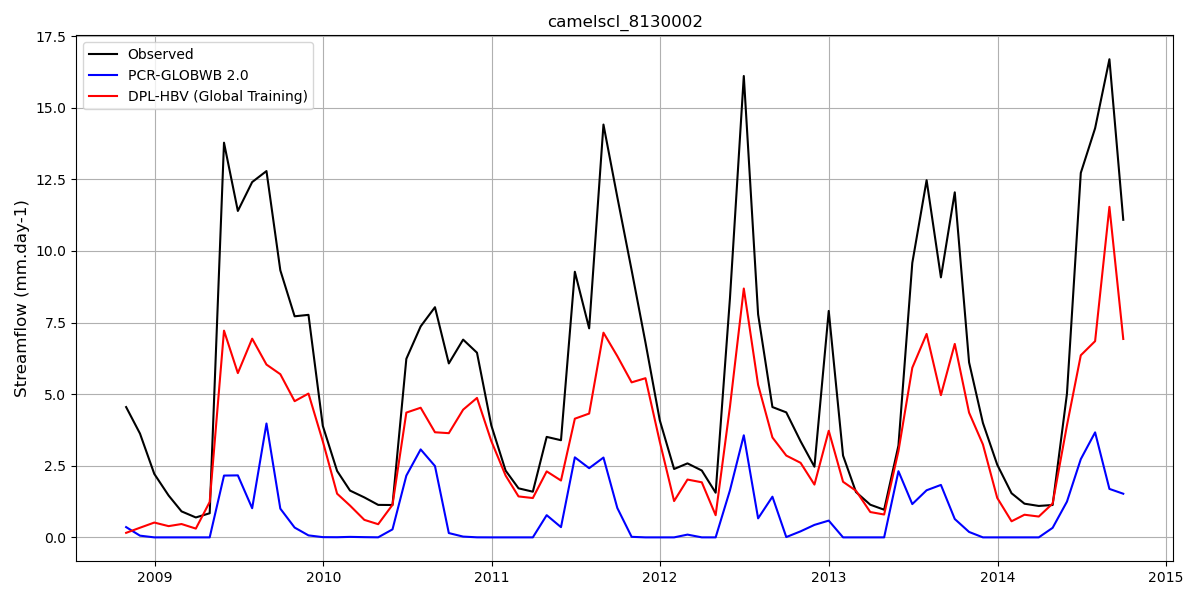 camelscl_8130002
Observed
PCR-GLOBWB 2.0
DPL-HBV (Global Training)
Streamflow (mm.day-1)
17.5
15.0
12.5
10.0
7.5
5.0
2.5
0.0
2009 2010 2011 2012 2013 2014 2015